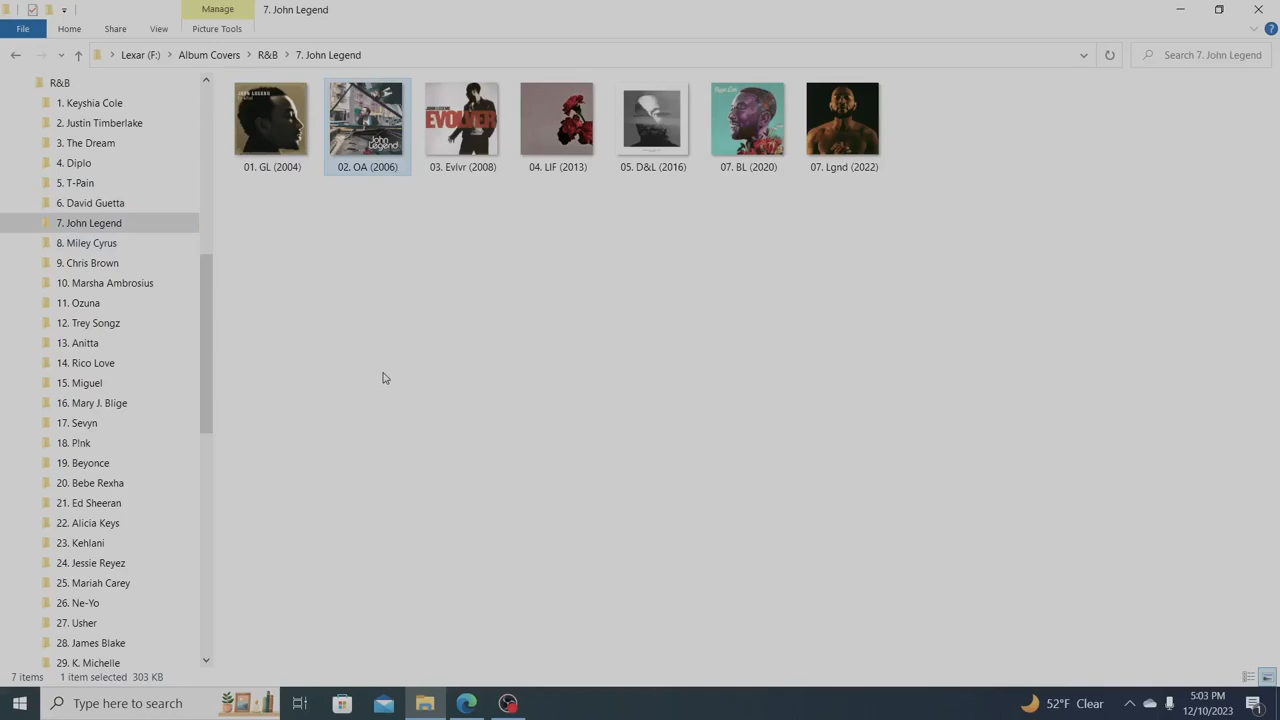 Manage
7. John Legend
File
Home
Share
View
Picture Tools
Lexar (F:)
Album Covers
R&B
7. John Legend
Search 7. John Legend
R&B
1. Keyshia Cole
2. Justin Timberlake
3. The Dream
4. Diplo
5. T-Pain
6. David Guetta
7. John Legend
8. Miley Cyrus
9. Chris Brown
10. Marsha Ambrosius
11. Ozuna
12. Trey Songz
13. Anitta
14. Rico Love
15. Miguel
16. Mary J. Blige
17. Sevyn
18. P!nk
19. Beyonce
20. Bebe Rexha
21. Ed Sheeran
22. Alicia Keys
23. Kehlani
24. Jessie Reyez
25. Mariah Carey
26. Ne-Yo
27. Usher
28. James Blake
29. K. Michelle
JOHN LEGEND
John
Legend
JOHN LEGEND
EVOLVER
01. GL (2004)
02. OA (2006)
03. Evlvr (2008)
04. LIF (2013)
05. D&L (2016)
07. BL (2020)
07. Lgnd (2022)
7 items
1 item selected 303 KB
Type here to search
52°F Clear
5:03 PM
12/10/2023
1